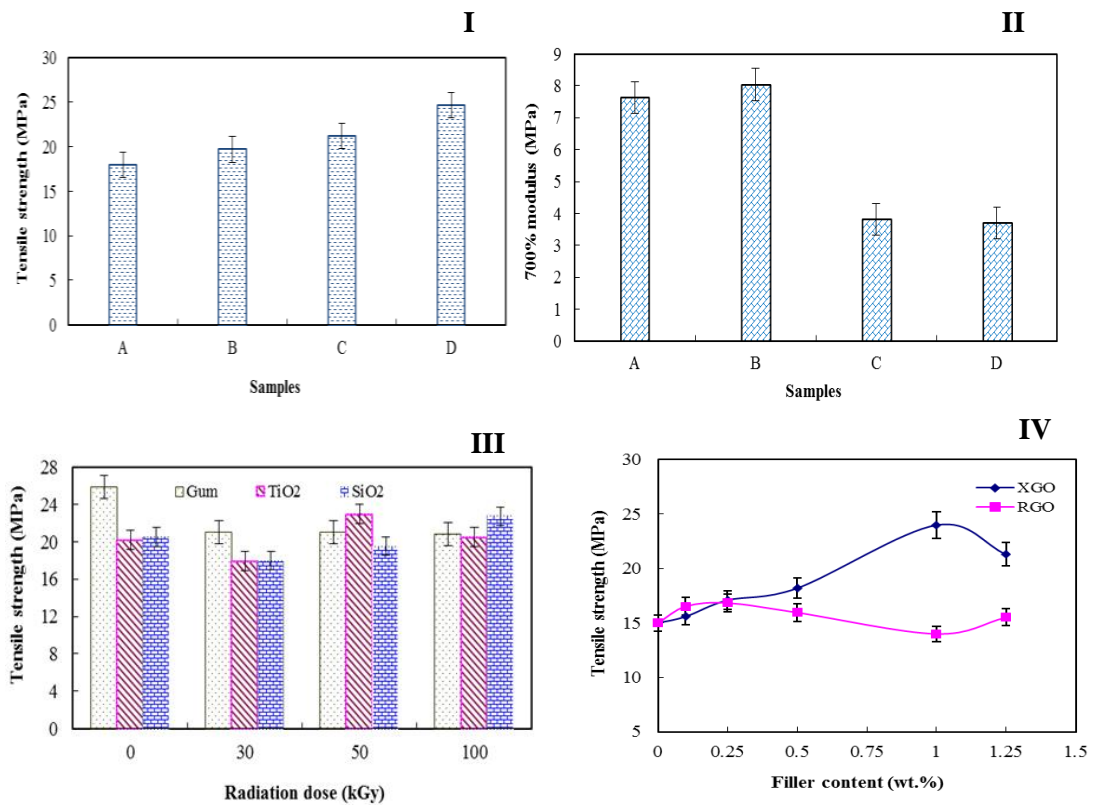 I
Tensile strength (MPa)
30
25
20
15
10
5
0
A B C D
Samples
II
700% modulus (MPa)
9
8
7
6
5
4
3
2
1
0
A B C D
Samples
III
Tensile strength (MPa)
28
24
20
16
12
8
4
0
Gum TiO2 SiO2
0 30 50 100
Radiation dose (kGy)
IV
Tensile strength (MPa)
30
25
20
15
10
5
XGO
RGO
0 0.25 0.5 1 1.25 1.5
Filler content (wt.%)